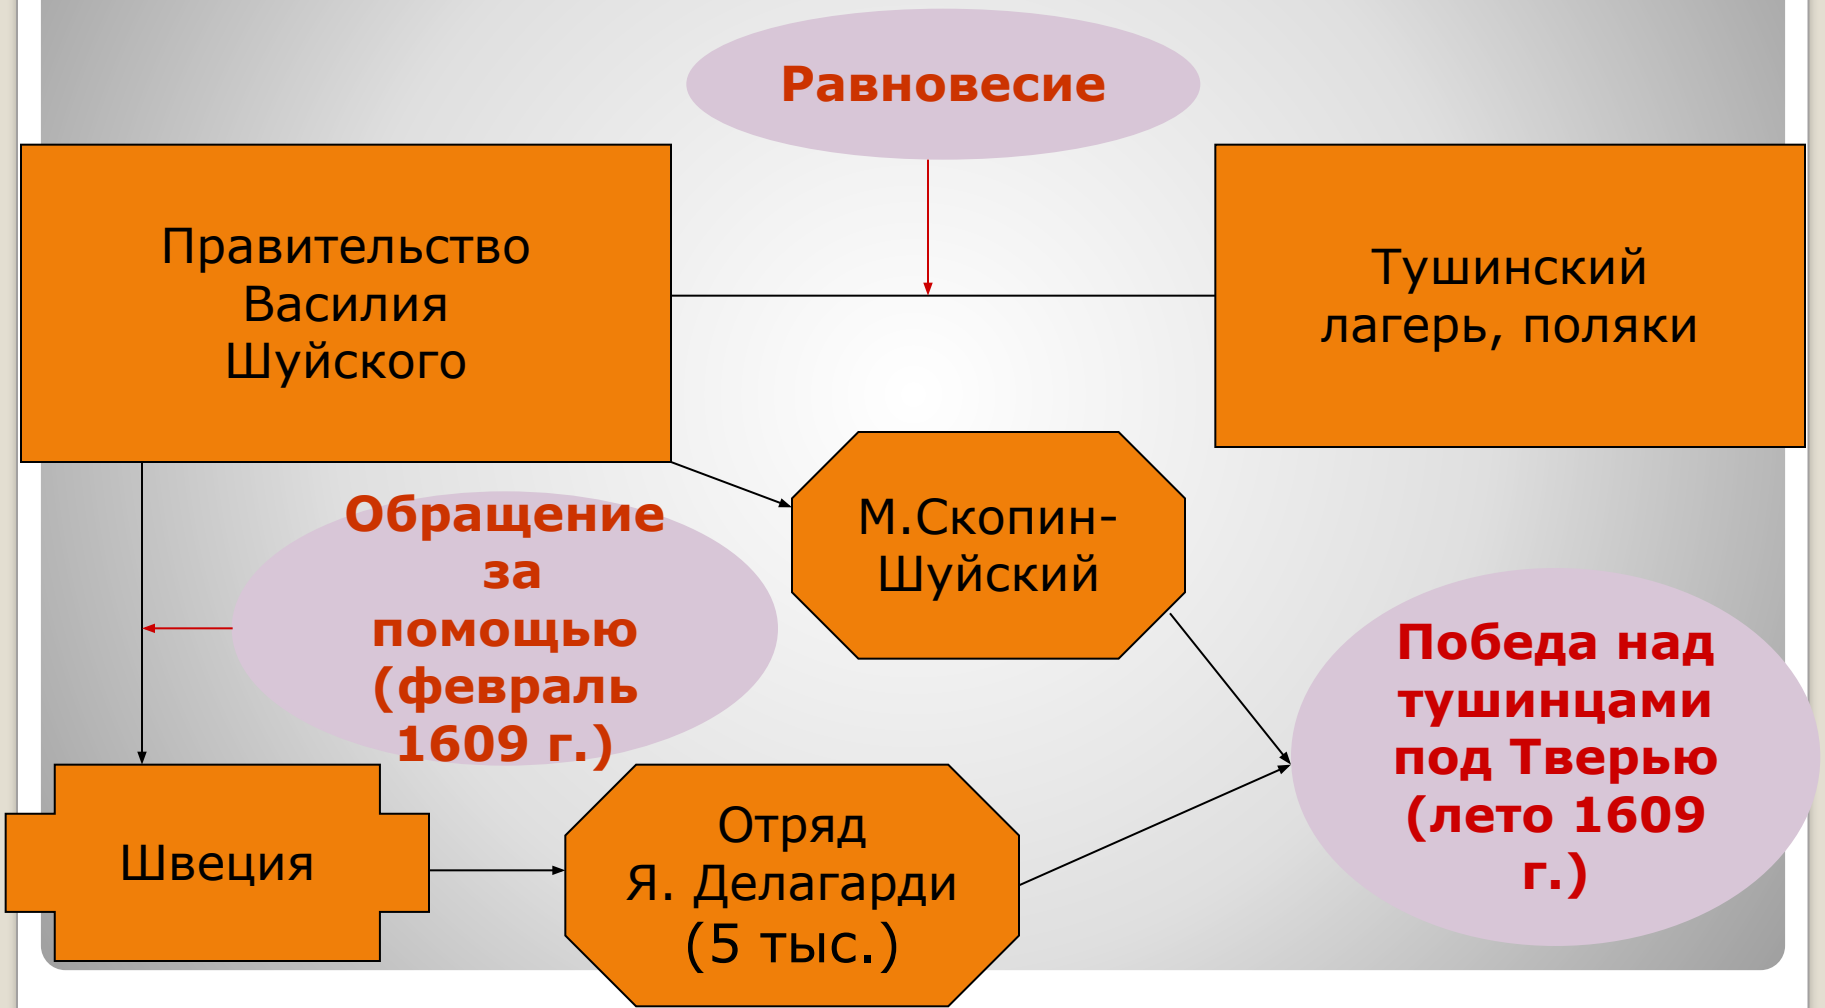 Равновесие
Правительство
Василия
Шуйского
Тушинский
лагерь, поляки
Обращение
за
помощью
(февраль
1609 г.)
М.Скопин-
Шуйский
Победа над
тушинцами
под Тверью
(лето 1609
г.)
Швеция
Отряд
Я. Делагарди
(5 тыс.)